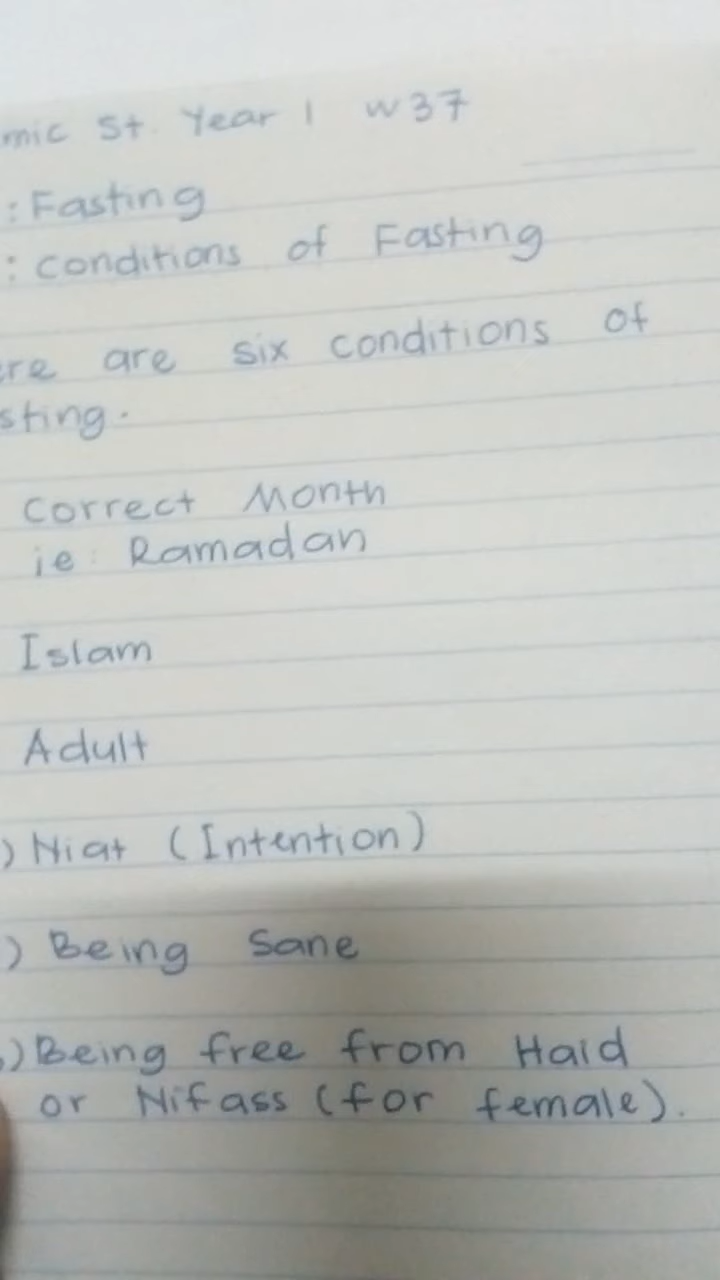 mic St. Year 1 W37
: Fasting
: Conditions of Fasting
ere are six conditions of
sting.
Correct Month
ie Ramadan
Islam
Adult
) Niat (Intention)
) Being Sane
) Being free from Haid
or Nifass (for female).